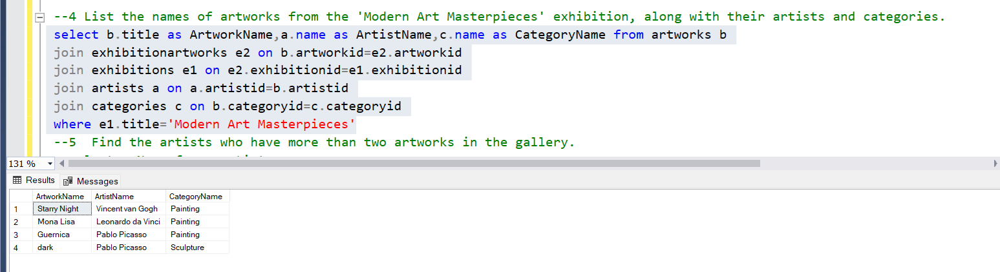 --4 List the names of artworks from the 'Modern Art Masterpieces' exhibition, along with their artists and categories.
select b.title as ArtworkName,a.name as ArtistName,c.name as CategoryName from artworks b
join exhibitionartworks e2 on b.artworkid=e2.artworkid
join exhibitions e1 on e2.exhibitionid=e1.exhibitionid
join artists a on a.artistid=b.artistid
join categories c on b.categoryid=c.categoryid
where e1.title='Modern Art Masterpieces'
--5  Find the artists who have more than two artworks in the gallery.
131 %
Results Messages
ArtworkName ArtistName CategoryName
1 Starry Night Vincent van Gogh Painting
2 Mona Lisa Leonardo da Vinci Painting
3 Guernica Pablo Picasso Painting
4 dark Pablo Picasso Sculpture